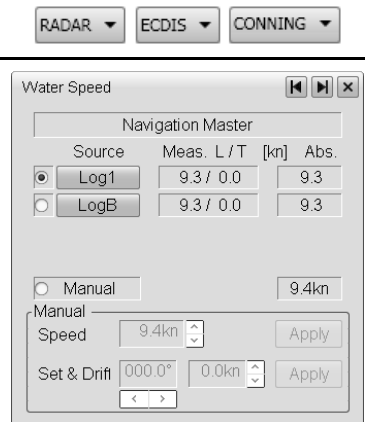 RADAR ECDIS CONNING
Water Speed
Navigation Master
Source Meas. L / T [kn] Abs.
Log1 9.3 / 0.0 9.3
LogB 9.3 / 0.0 9.3
Manual 9.4kn
Manual
Speed 9.4kn Apply
Set & Drift 000.0° 0.0kn Apply